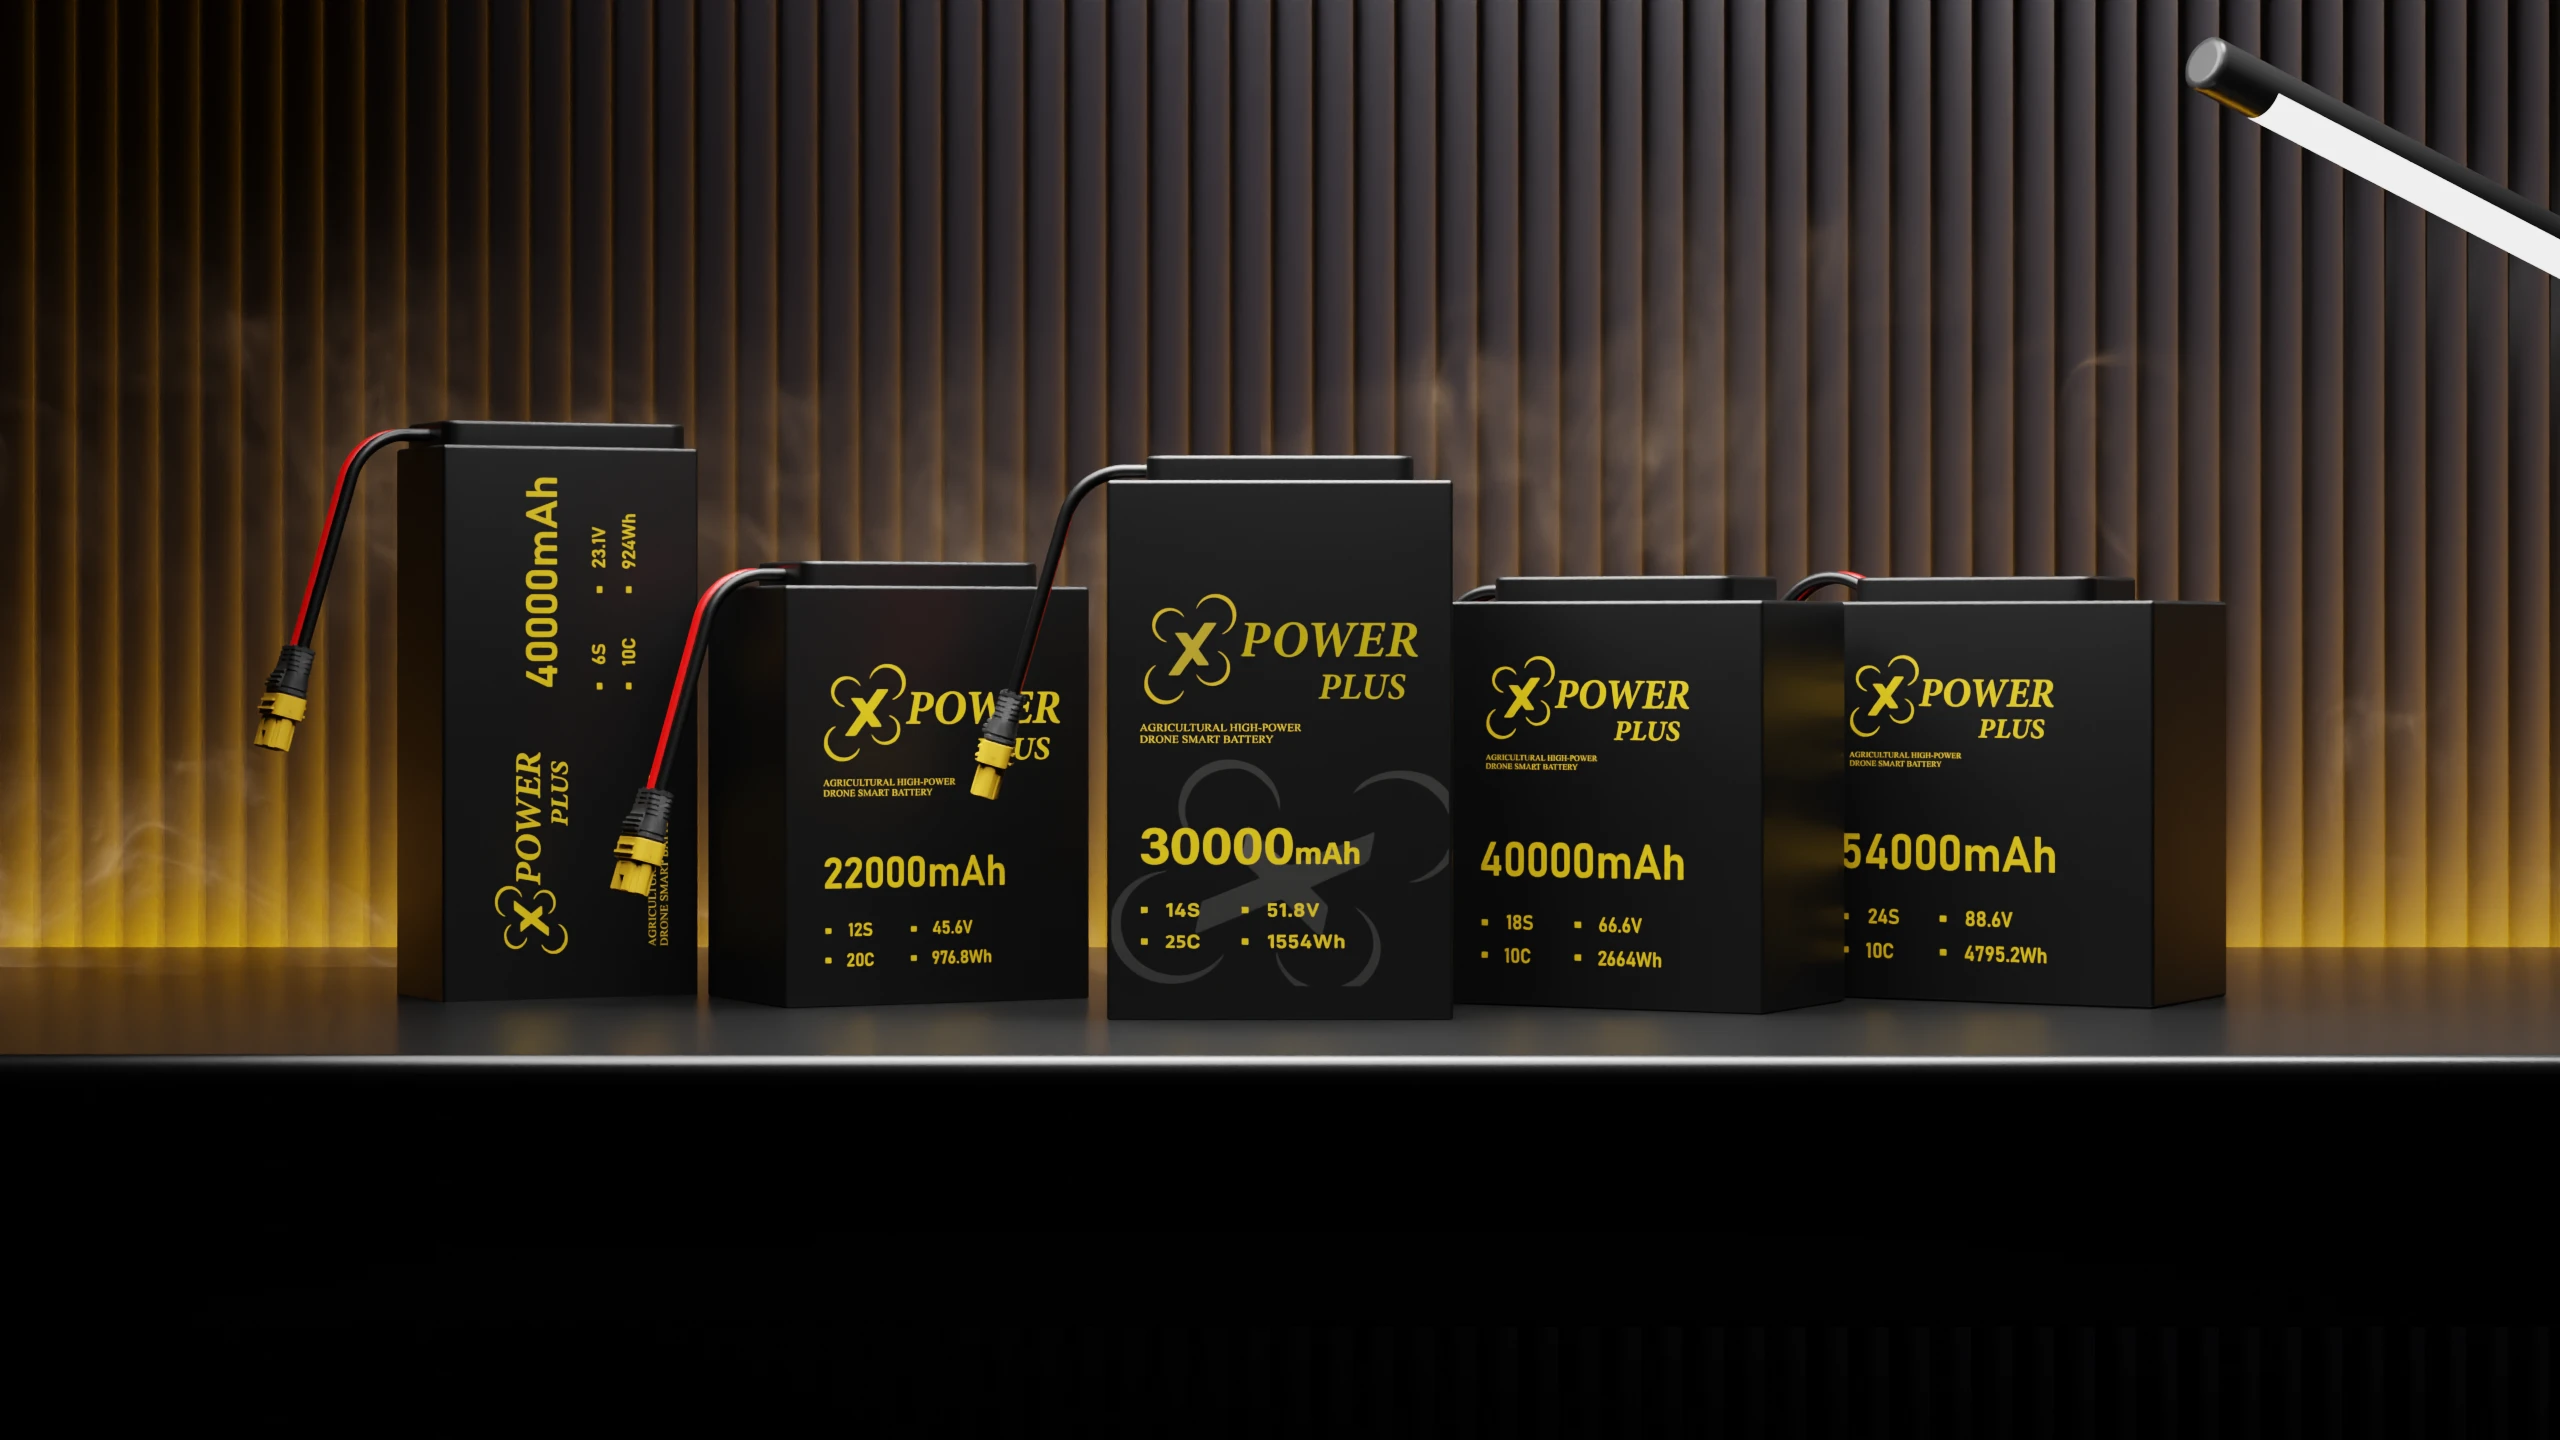 40000mAh
6S 23.1V
10C 924Wh
X POWER
PLUS
DRONE SMART
X POWER
AGRICULTURAL HIGH-POWER
DRONE SMART BATTERY
22000mAh
12S 45.6V
20C 976.8Wh
X POWER
PLUS
AGRICULTURAL HIGH-POWER
DRONE SMART BATTERY
30000mAh
14S 51.8V
25C 1554Wh
X POWER
PLUS
AGRICULTURAL HIGH-POWER
DRONE SMART BATTERY
40000mAh
18S 66.6V
10C 2664Wh
X POWER
PLUS
AGRICULTURAL HIGH-POWER
DRONE SMART BATTERY
54000mAh
24S 88.6V
10C 4795.2Wh